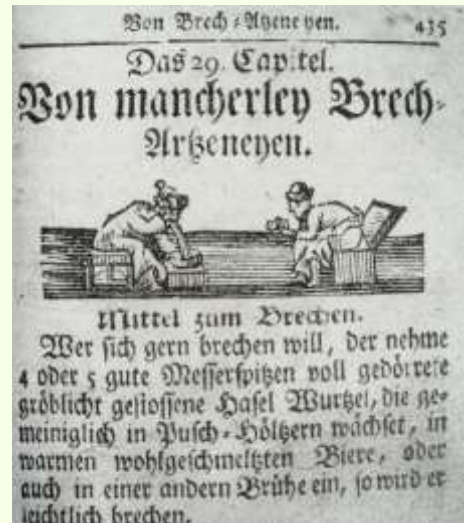 Von Brech-Artzeneyen. 435
Das 29. Capitel.
Von mancherley Brech-
Artzeneyen.
Mittel zum Brechen.
Wer sich gern brechen will, der nehme
4 oder 5 gute Messerspitzen voll gedörrete
gröblicht gestossene Hasel Wurtzel, die ge-
meiniglich in Pusch-Höltzern wächset, in
warmen wohlgeschmeltzten Biere, oder
auch in einer andern Brühe ein, so wird er
leichtlich brechen.